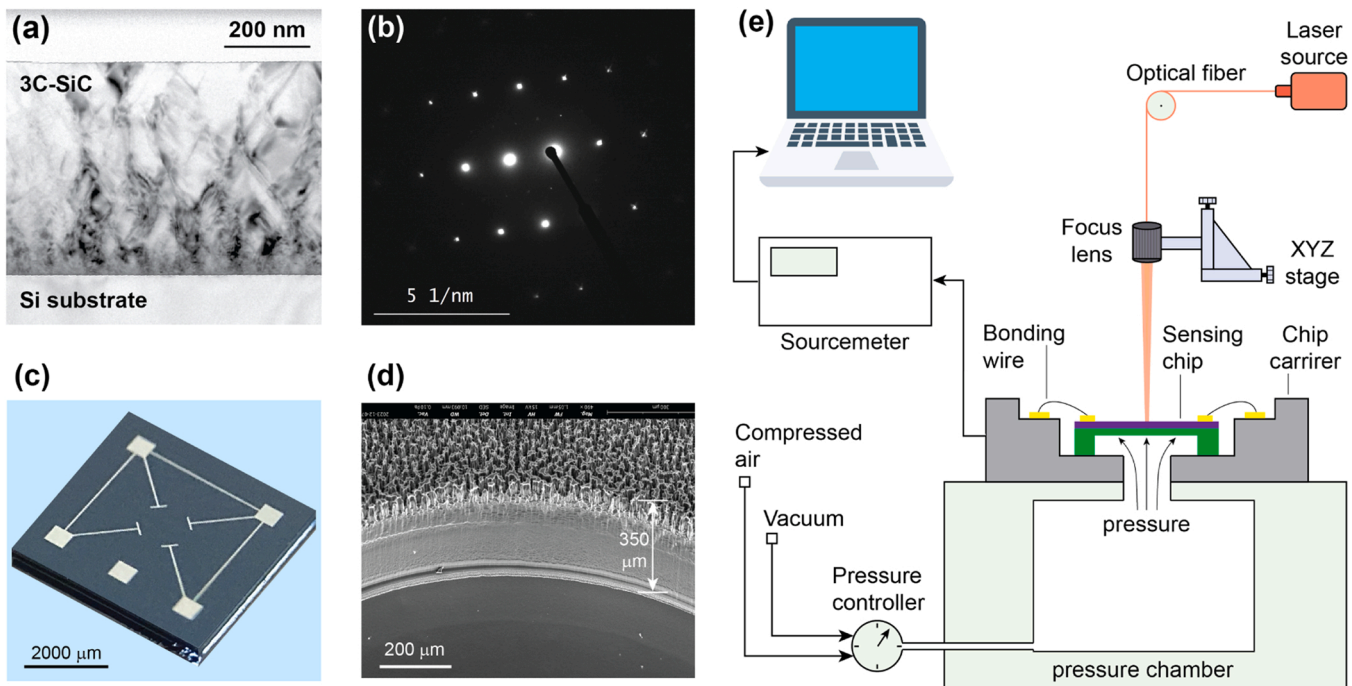 (a)
200 nm
3C-SiC
Si substrate
(b)
5 1/nm
(c)
2000 μm
(d)
350
μm
200 μm
(e)
Laser
source
Optical fiber
Focus
lens
XYZ
stage
Sourcemeter
Bonding
wire
Sensing
chip
Chip
carrirer
Compressed
air
Vacuum
pressure
Pressure
controller
pressure chamber